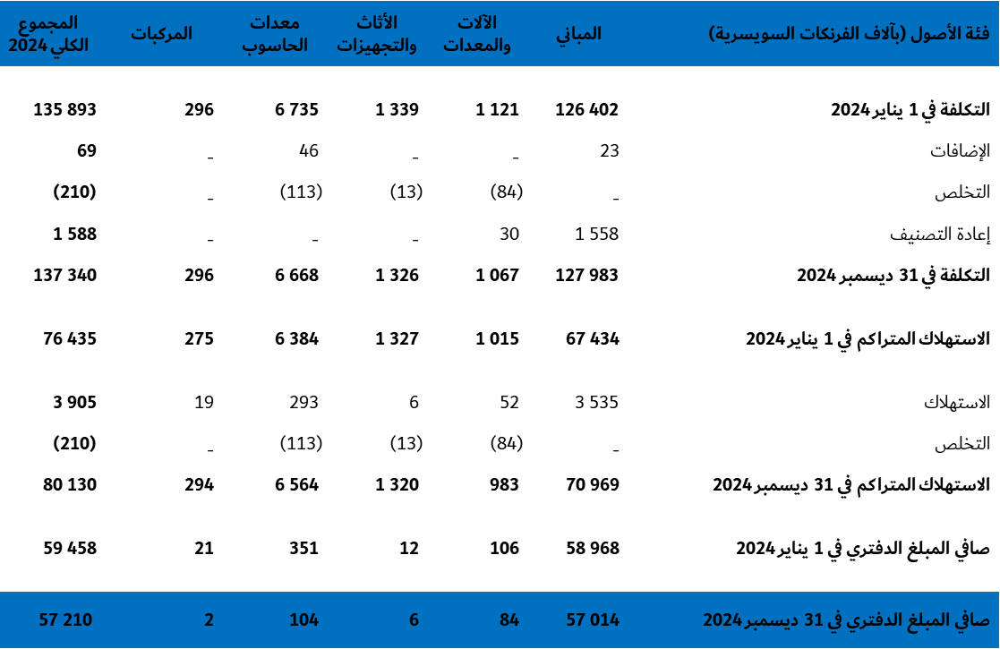 فئة الأصول (بآلاف الفرنكات السويسرية) المباني الآلات والمعدات الأثاث والتجهيزات معدات الحاسوب المركبات المجموع الكلي 2024
التكلفة في 1 يناير 2024 126 402 1 121 1 339 6 735 296 135 893
الإضافات 23 _ _ 46 _ 69
التخلص _ (84) (13) (113) _ (210)
إعادة التصنيف 1 558 30 _ _ _ 1 588
التكلفة في 31 ديسمبر 2024 127 983 1 067 1 326 6 668 296 137 340
الاستهلاك المتراكم في 1 يناير 2024 67 434 1 015 1 327 6 384 275 76 435
الاستهلاك 3 535 52 6 293 19 3 905
التخلص _ (84) (13) (113) _ (210)
الاستهلاك المتراكم في 31 ديسمبر 2024 70 969 983 1 320 6 564 294 80 130
صافي المبلغ الدفتري في 1 يناير 2024 58 968 106 12 351 21 59 458
صافي المبلغ الدفتري في 31 ديسمبر 2024 57 014 84 6 104 2 57 210